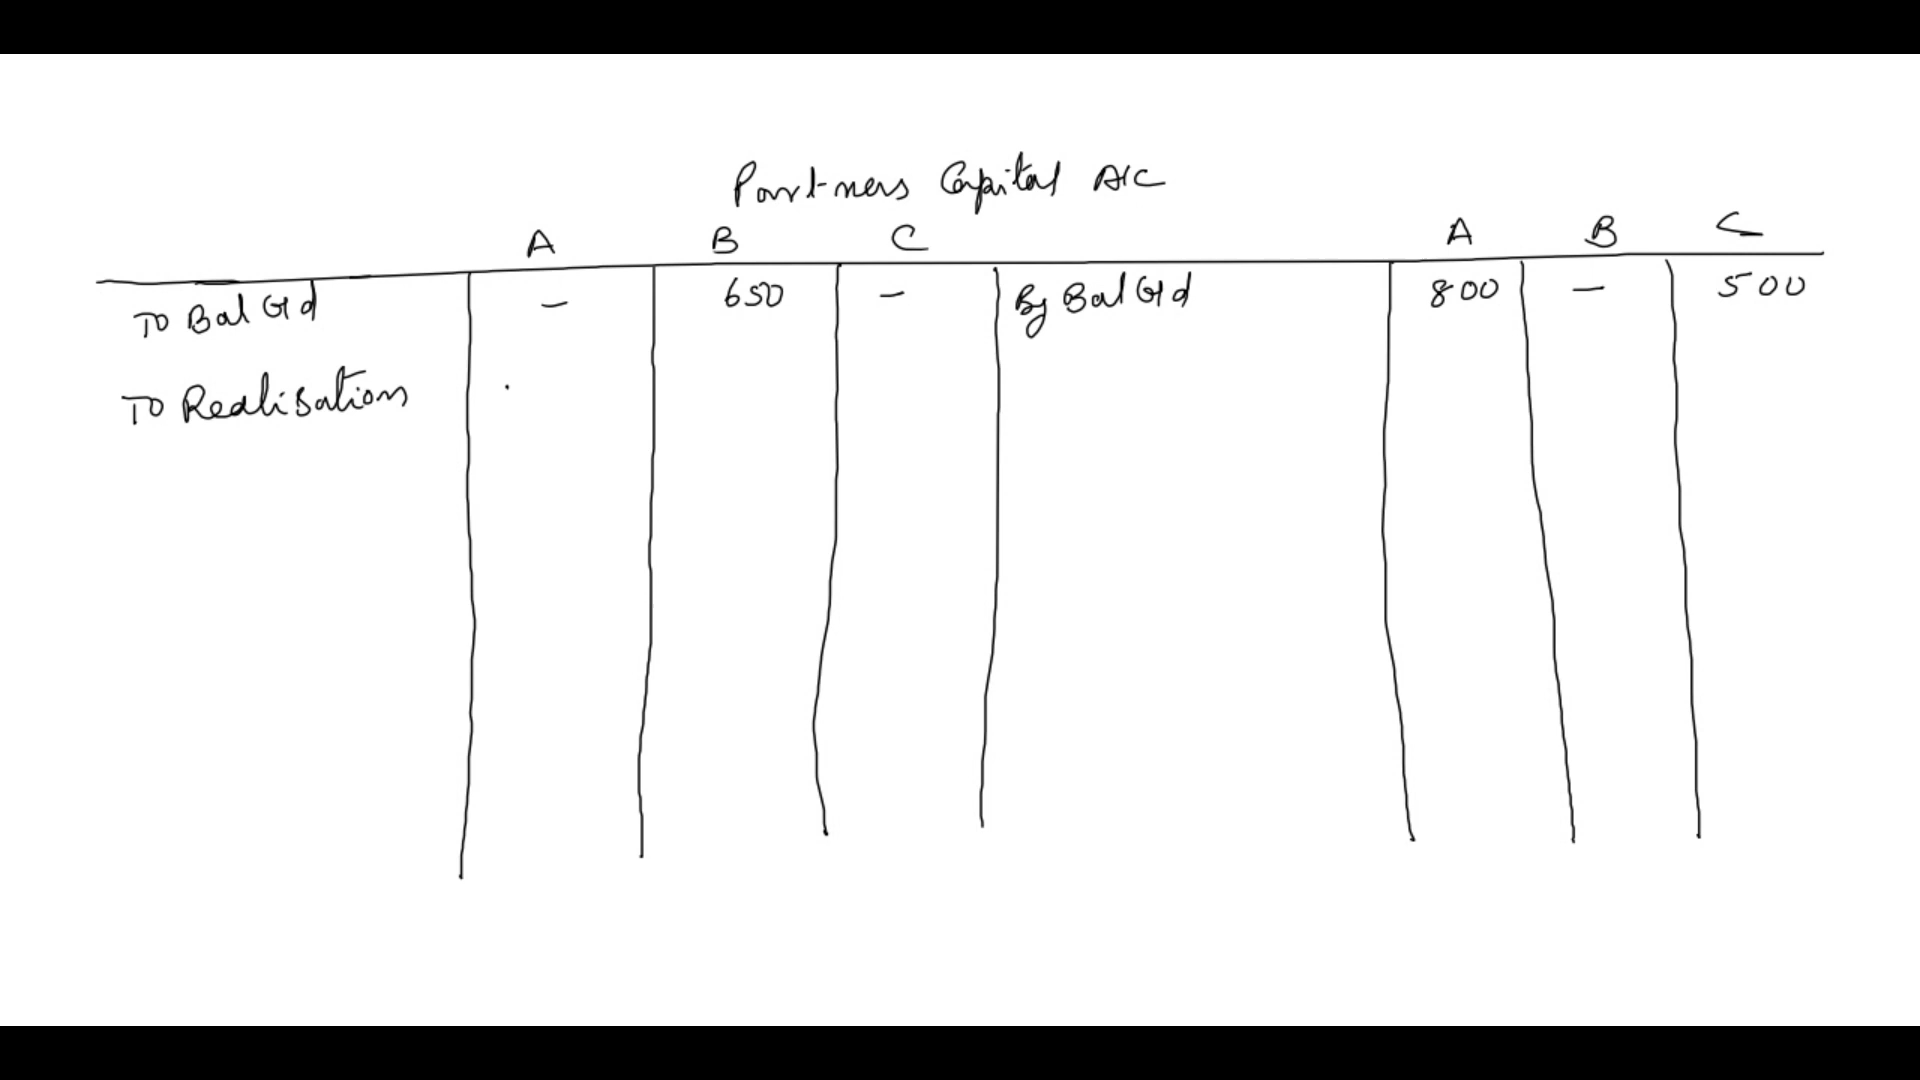 Partners Capital A/C
A B C A B C
To Bal b/d - 650 - By Bal b/d 800 - 500
To Realisation